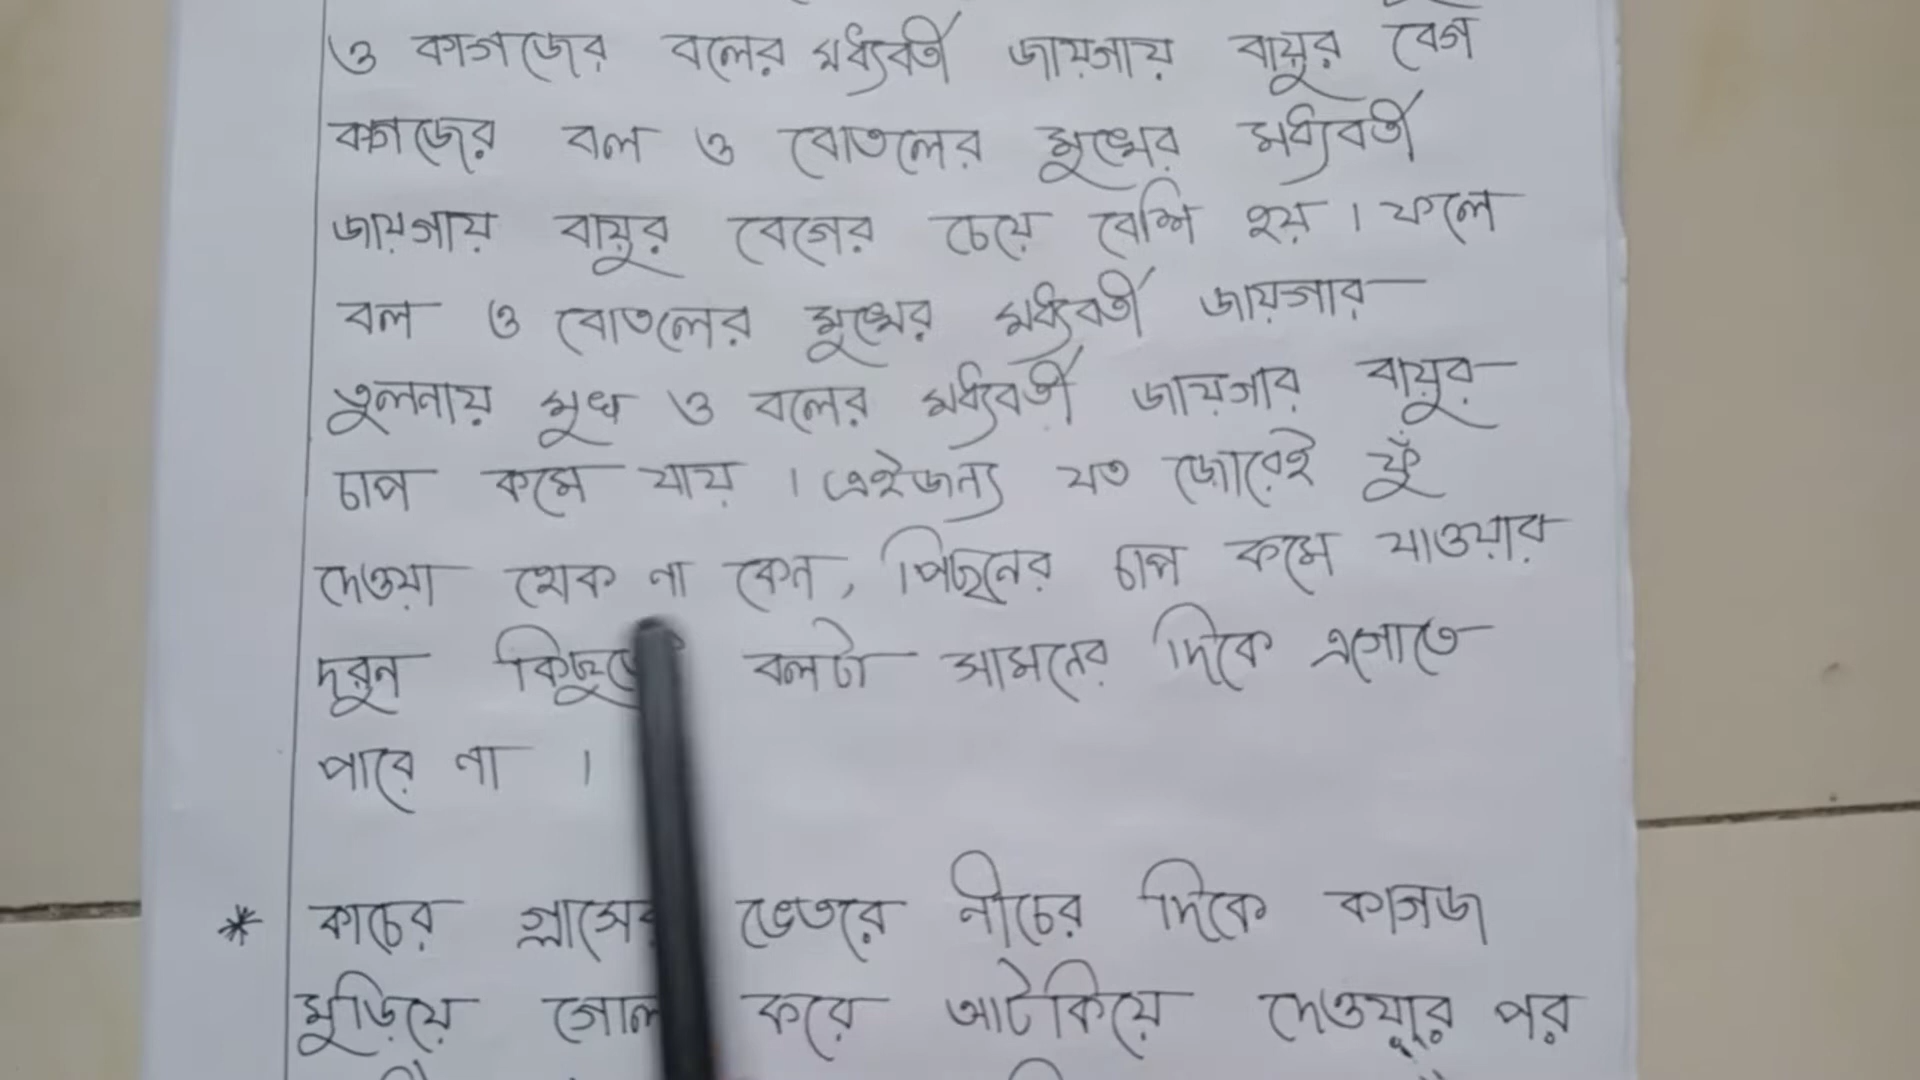 ও কাগজের বলের মধ্যবর্তী জায়গায় বায়ুর বেগ
কাগজের বল ও বোতলের মুখের মধ্যবর্তী
জায়গায় বায়ুর বেগের চেয়ে বেশি হয়। ফলে
বল ও বোতলের মুখের মধ্যবর্তী জায়গার
তুলনায় মুখ ও বলের মধ্যবর্তী জায়গার বায়ুর
চাপ কমে যায়। এইজন্য যত জোরেই ফুঁ
দেওয়া হোক না কেন, পিছনের চাপ কমে যাওয়ার
দরুন বলটা সামনের দিকে এগোতে
পারে না।
* কাচের গ্লাসের ভেতরে নীচের দিকে কাগজ
মুড়িয়ে গোল করে আটকিয়ে দেওয়ার পর